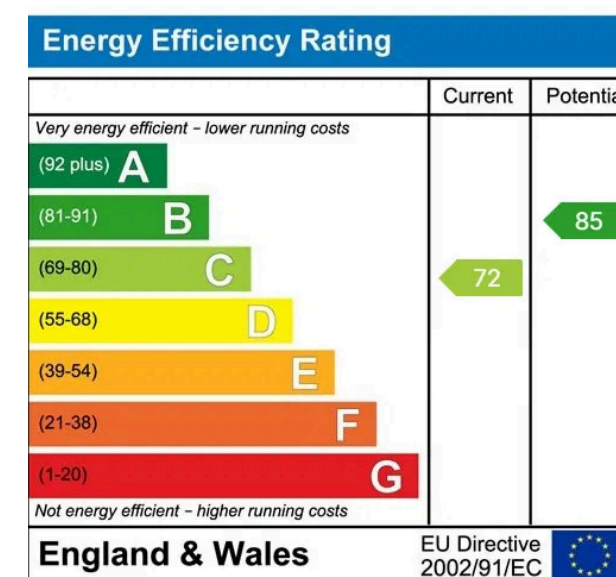 Energy Efficiency Rating
Current Potentia
Very energy efficient – lower running costs
(92 plus) A
(81-91) B
85
(69-80) C
72
(55-68) D
(39-54) E
(21-38) F
(1-20) G
Not energy efficient – higher running costs
England & Wales
EU Directive
2002/91/EC